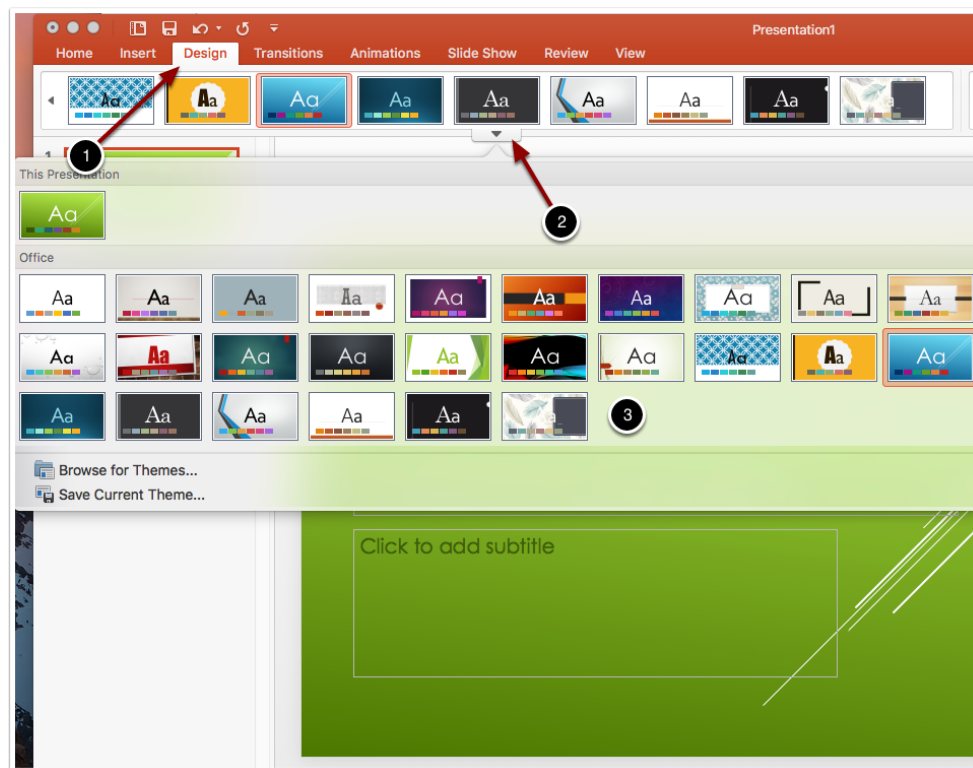 Presentation1
Home Insert Design Transitions Animations Slide Show Review View
Aa Aa Aa Aa Aa Aa Aa Aa Aa
1
1
2
This Presentation
Aa
Office
Aa Aa Aa Aa Aa Aa Aa Aa Aa Aa
Aa Aa Aa Aa Aa Aa Aa Aa Aa Aa
Aa Aa Aa Aa Aa Aa
3
Browse for Themes...
Save Current Theme...
Click to add subtitle